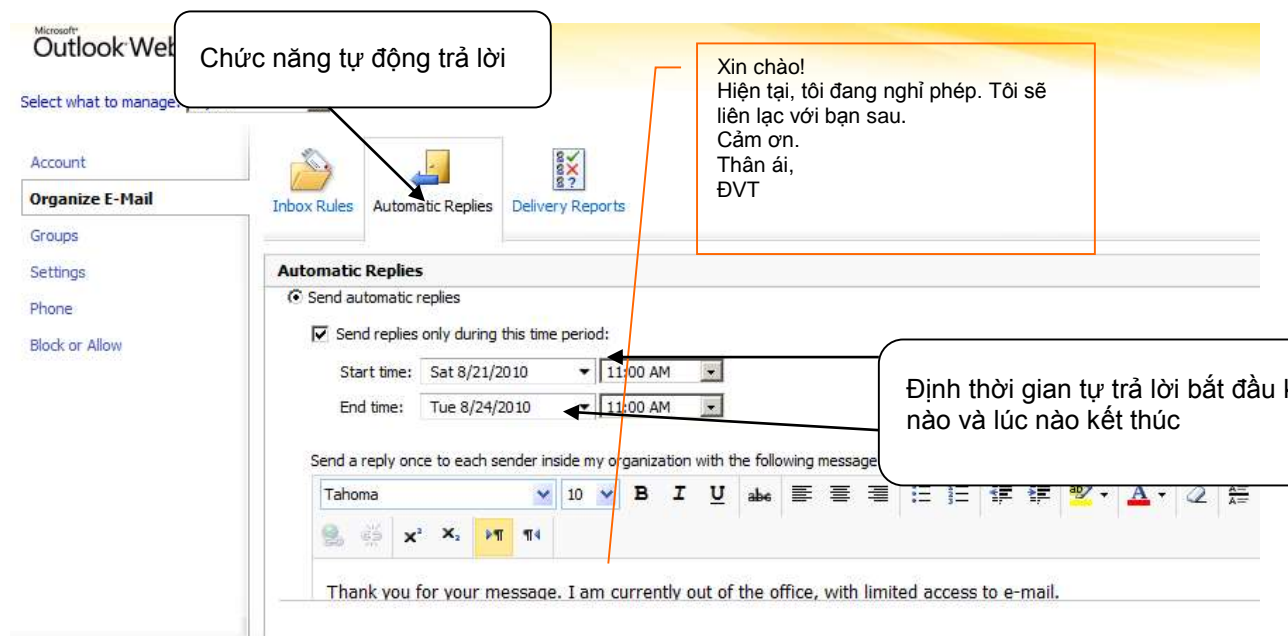 Microsoft
Outlook Web
Chức năng tự động trả lời
Xin chào!
Hiện tại, tôi đang nghỉ phép. Tôi sẽ
liên lạc với bạn sau.
Cảm ơn.
Thân ái,
ĐVT
Select what to manage:
Account
Organize E-Mail
Groups
Settings
Phone
Block or Allow
Inbox Rules
Automatic Replies
Delivery Reports
Automatic Replies
Send automatic replies
Send replies only during this time period:
Start time: Sat 8/21/2010 11:00 AM
End time: Tue 8/24/2010 11:00 AM
Định thời gian tự trả lời bắt đầu
nào và lúc nào kết thúc
Send a reply once to each sender inside my organization with the following message
Tahoma 10 B I U abc
Thank you for your message. I am currently out of the office, with limited access to e-mail.